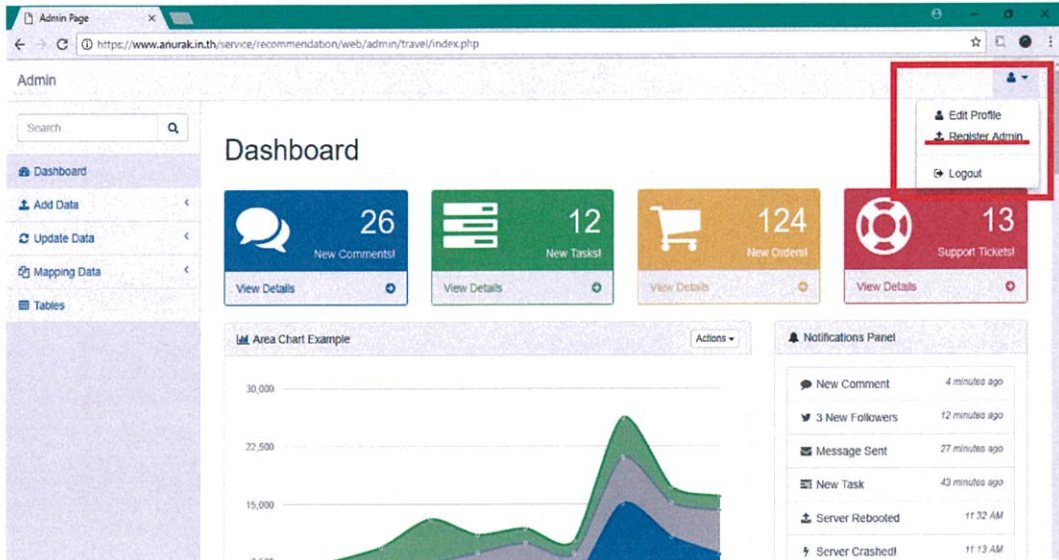 Admin Page
https://www.anurak.in.th/service/recommendation/web/admin/travel/index.php
Admin
Edit Profile
Register Admin
Logout
Search
Dashboard
Add Data
Update Data
Mapping Data
Tables
Dashboard
26
New Comments!
View Details
12
New Tasks!
View Details
124
New Orders!
View Details
13
Support Tickets!
View Details
Area Chart Example
Actions
30,000
22,500
15,000
7,500
Notifications Panel
New Comment 4 minutes ago
3 New Followers 12 minutes ago
Message Sent 27 minutes ago
New Task 43 minutes ago
Server Rebooted 11:32 AM
Server Crashed! 11:13 AM